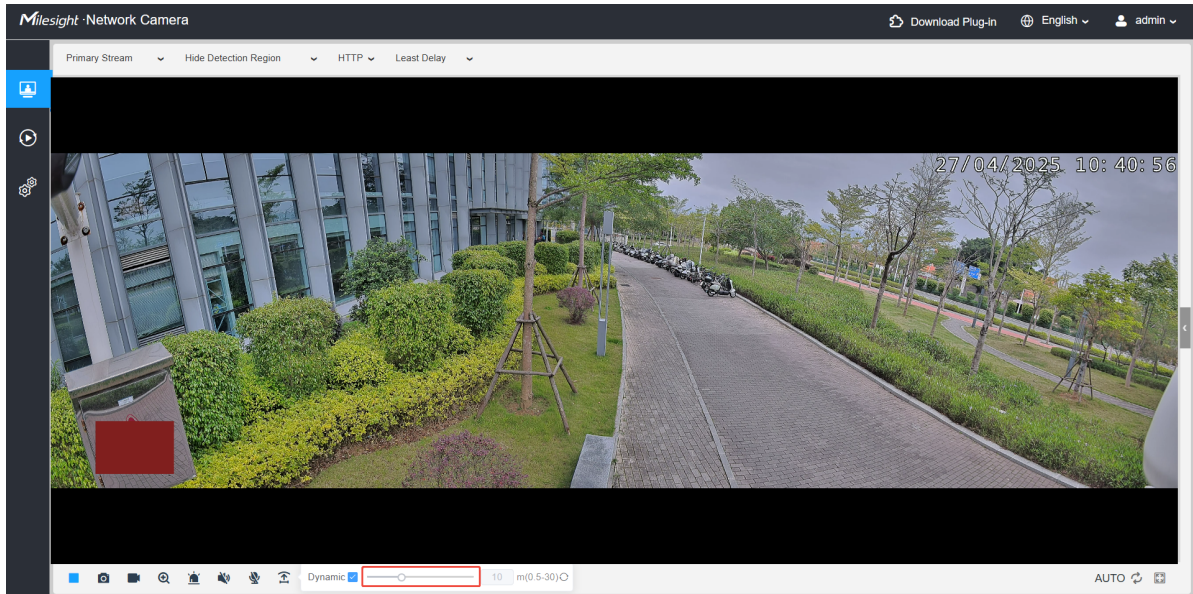 Milesight ·Network Camera
Download Plug-in English admin
Primary Stream Hide Detection Region HTTP Least Delay
27/04/2025 10:40:56
Dynamic 10 m(0.5-30) AUTO